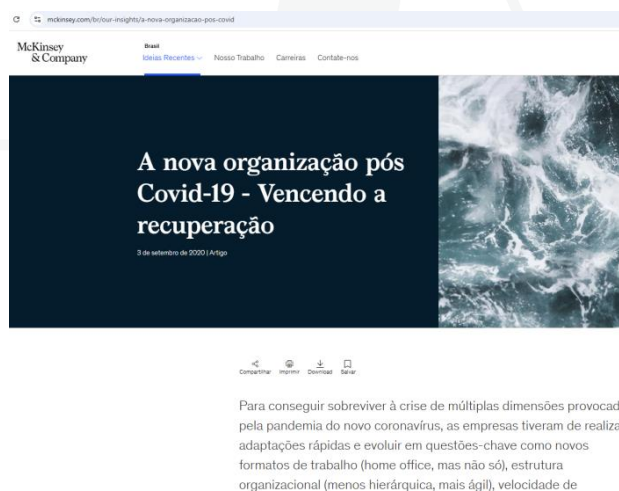 mckinsey.com/br/our-insights/a-nova-organizacao-pos-covid
McKinsey
& Company
Brasil
Ideias Recentes
Nosso Trabalho
Carreiras
Contate-nos
A nova organização pós
Covid-19 - Vencendo a
recuperação
3 de setembro de 2020 | Artigo
Compartilhar
Imprimir
Download
Salvar
Para conseguir sobreviver à crise de múltiplas dimensões provocad
pela pandemia do novo coronavírus, as empresas tiveram de realiza
adaptações rápidas e evoluir em questões-chave como novos
formatos de trabalho (home office, mas não só), estrutura
organizacional (menos hierárquica, mais ágil), velocidade de